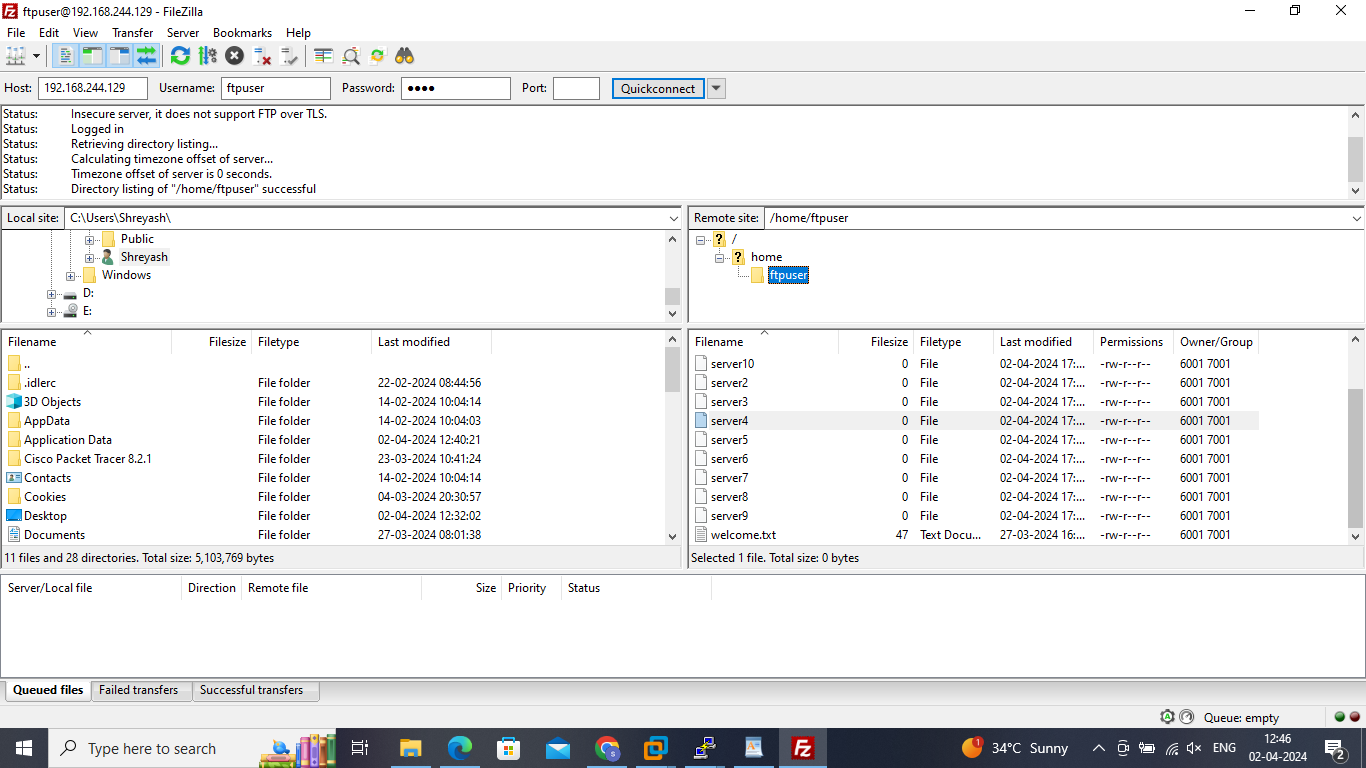 ftpuser@192.168.244.129 - FileZilla
File Edit View Transfer Server Bookmarks Help
Host: 192.168.244.129 Username: ftpuser Password: ●●●● Port: Quickconnect
Status: Insecure server, it does not support FTP over TLS.
Status: Logged in
Status: Retrieving directory listing...
Status: Calculating timezone offset of server...
Status: Timezone offset of server is 0 seconds.
Status: Directory listing of "/home/ftpuser" successful
Local site: C:\Users\Shreyash\
Public
Shreyash
Windows
D:
E:
Filename Filesize Filetype Last modified
..
.idlerc File folder 22-02-2024 08:44:56
3D Objects File folder 14-02-2024 10:04:14
AppData File folder 14-02-2024 10:04:03
Application Data File folder 02-04-2024 12:40:21
Cisco Packet Tracer 8.2.1 File folder 23-03-2024 10:41:24
Contacts File folder 14-02-2024 10:04:14
Cookies File folder 04-03-2024 20:30:57
Desktop File folder 02-04-2024 12:32:02
Documents File folder 27-03-2024 08:01:38
11 files and 28 directories. Total size: 5,103,769 bytes
Remote site: /home/ftpuser
/
home
ftpuser
Filename Filesize Filetype Last modified Permissions Owner/Group
server10 0 File 02-04-2024 17:... -rw-r--r-- 6001 7001
server2 0 File 02-04-2024 17:... -rw-r--r-- 6001 7001
server3 0 File 02-04-2024 17:... -rw-r--r-- 6001 7001
server4 0 File 02-04-2024 17:... -rw-r--r-- 6001 7001
server5 0 File 02-04-2024 17:... -rw-r--r-- 6001 7001
server6 0 File 02-04-2024 17:... -rw-r--r-- 6001 7001
server7 0 File 02-04-2024 17:... -rw-r--r-- 6001 7001
server8 0 File 02-04-2024 17:... -rw-r--r-- 6001 7001
server9 0 File 02-04-2024 17:... -rw-r--r-- 6001 7001
welcome.txt 47 Text Docu... 27-03-2024 16:... -rw-r--r-- 6001 7001
Selected 1 file. Total size: 0 bytes
Server/Local file Direction Remote file Size Priority Status
Queued files Failed transfers Successful transfers
Queue: empty
Type here to search
34°C Sunny
ENG
12:46
02-04-2024
2